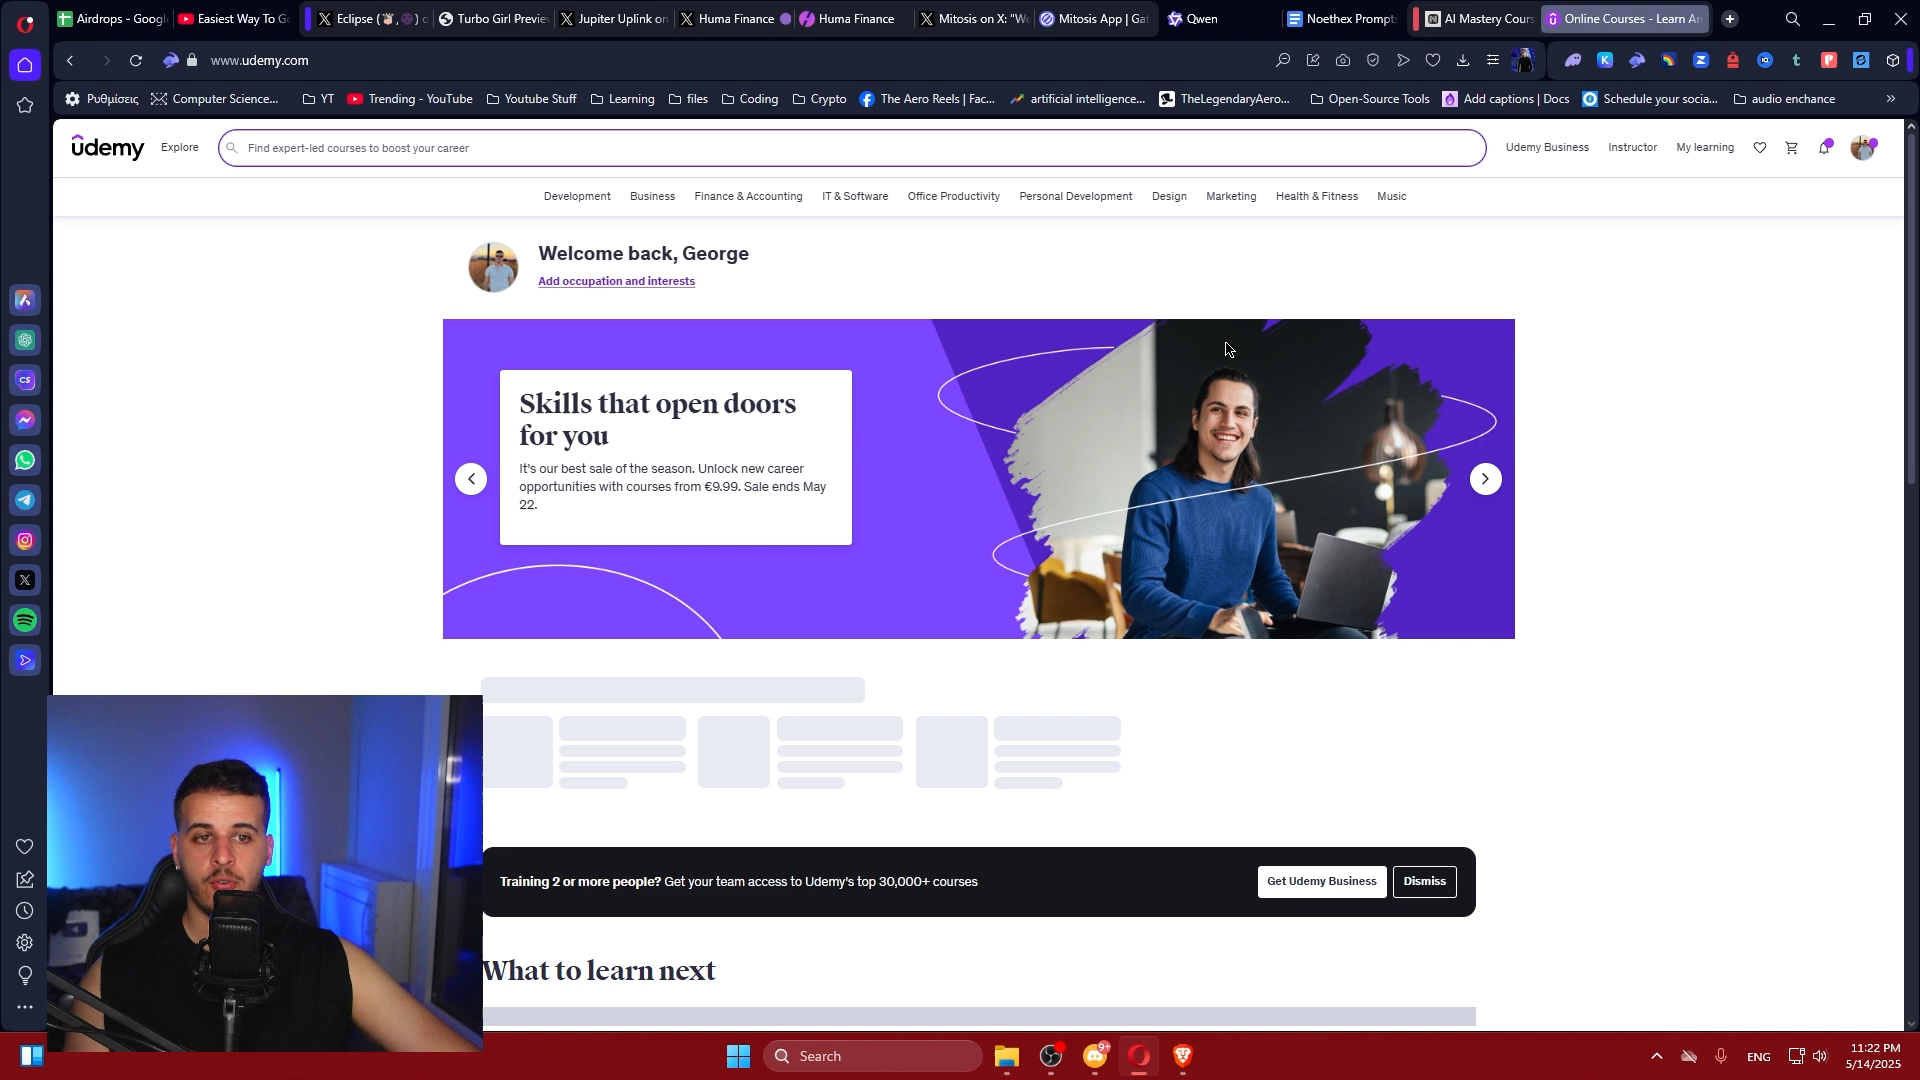 Airdrops - Google
Easiest Way To Ge
Eclipse
Turbo Girl Preview
Jupiter Uplink on
Huma Finance
Huma Finance
Mitosis on X: "We
Mitosis App | Gat
Qwen
Noethex Prompts
AI Mastery Cours
Online Courses - Learn An
www.udemy.com
Ρυθμίσεις
Computer Science...
YT
Trending - YouTube
Youtube Stuff
Learning
files
Coding
Crypto
The Aero Reels | Fac...
artificial intelligence...
TheLegendaryAero...
Open-Source Tools
Add captions | Docs
Schedule your socia...
audio enchance
»
udemy
Explore
Find expert-led courses to boost your career
Udemy Business
Instructor
My learning
Development
Business
Finance & Accounting
IT & Software
Office Productivity
Personal Development
Design
Marketing
Health & Fitness
Music
Welcome back, George
Add occupation and interests
Skills that open doors
for you
It's our best sale of the season. Unlock new career
opportunities with courses from €9.99. Sale ends May
22.
CS
Training 2 or more people? Get your team access to Udemy's top 30,000+ courses
Get Udemy Business
Dismiss
What to learn next
Search
9+
ENG
11:22 PM
5/14/2025